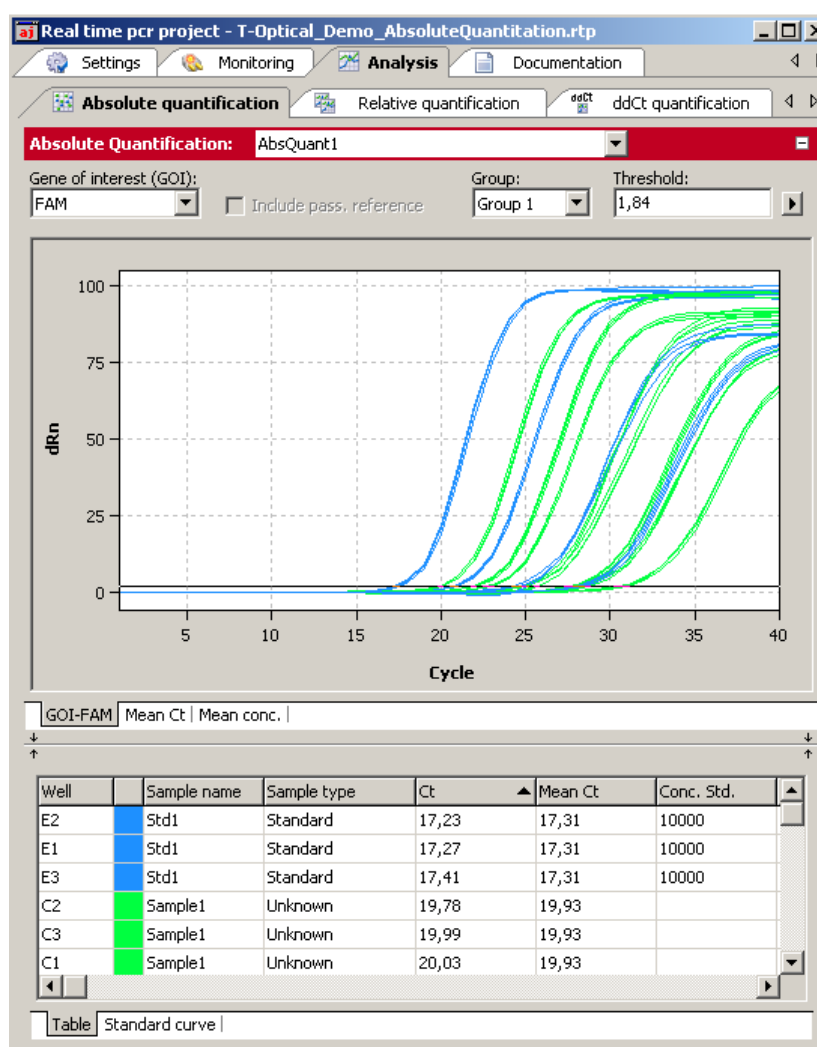 aj Real time pcr project - T-Optical_Demo_AbsoluteQuantitation.rtp
Settings Monitoring Analysis Documentation
Absolute quantification Relative quantification ddCt ddCt quantification
Absolute Quantification: AbsQuant1
Gene of interest (GOI): Group: Threshold:
FAM Include pass. reference Group 1 1,84
100
75
50
25
0
dRn
5 10 15 20 25 30 35 40
Cycle
GOI-FAM Mean Ct Mean conc.
Well Sample name Sample type Ct Mean Ct Conc. Std.
E2 Std1 Standard 17,23 17,31 10000
E1 Std1 Standard 17,27 17,31 10000
E3 Std1 Standard 17,41 17,31 10000
C2 Sample1 Unknown 19,78 19,93
C3 Sample1 Unknown 19,99 19,93
C1 Sample1 Unknown 20,03 19,93
Table Standard curve